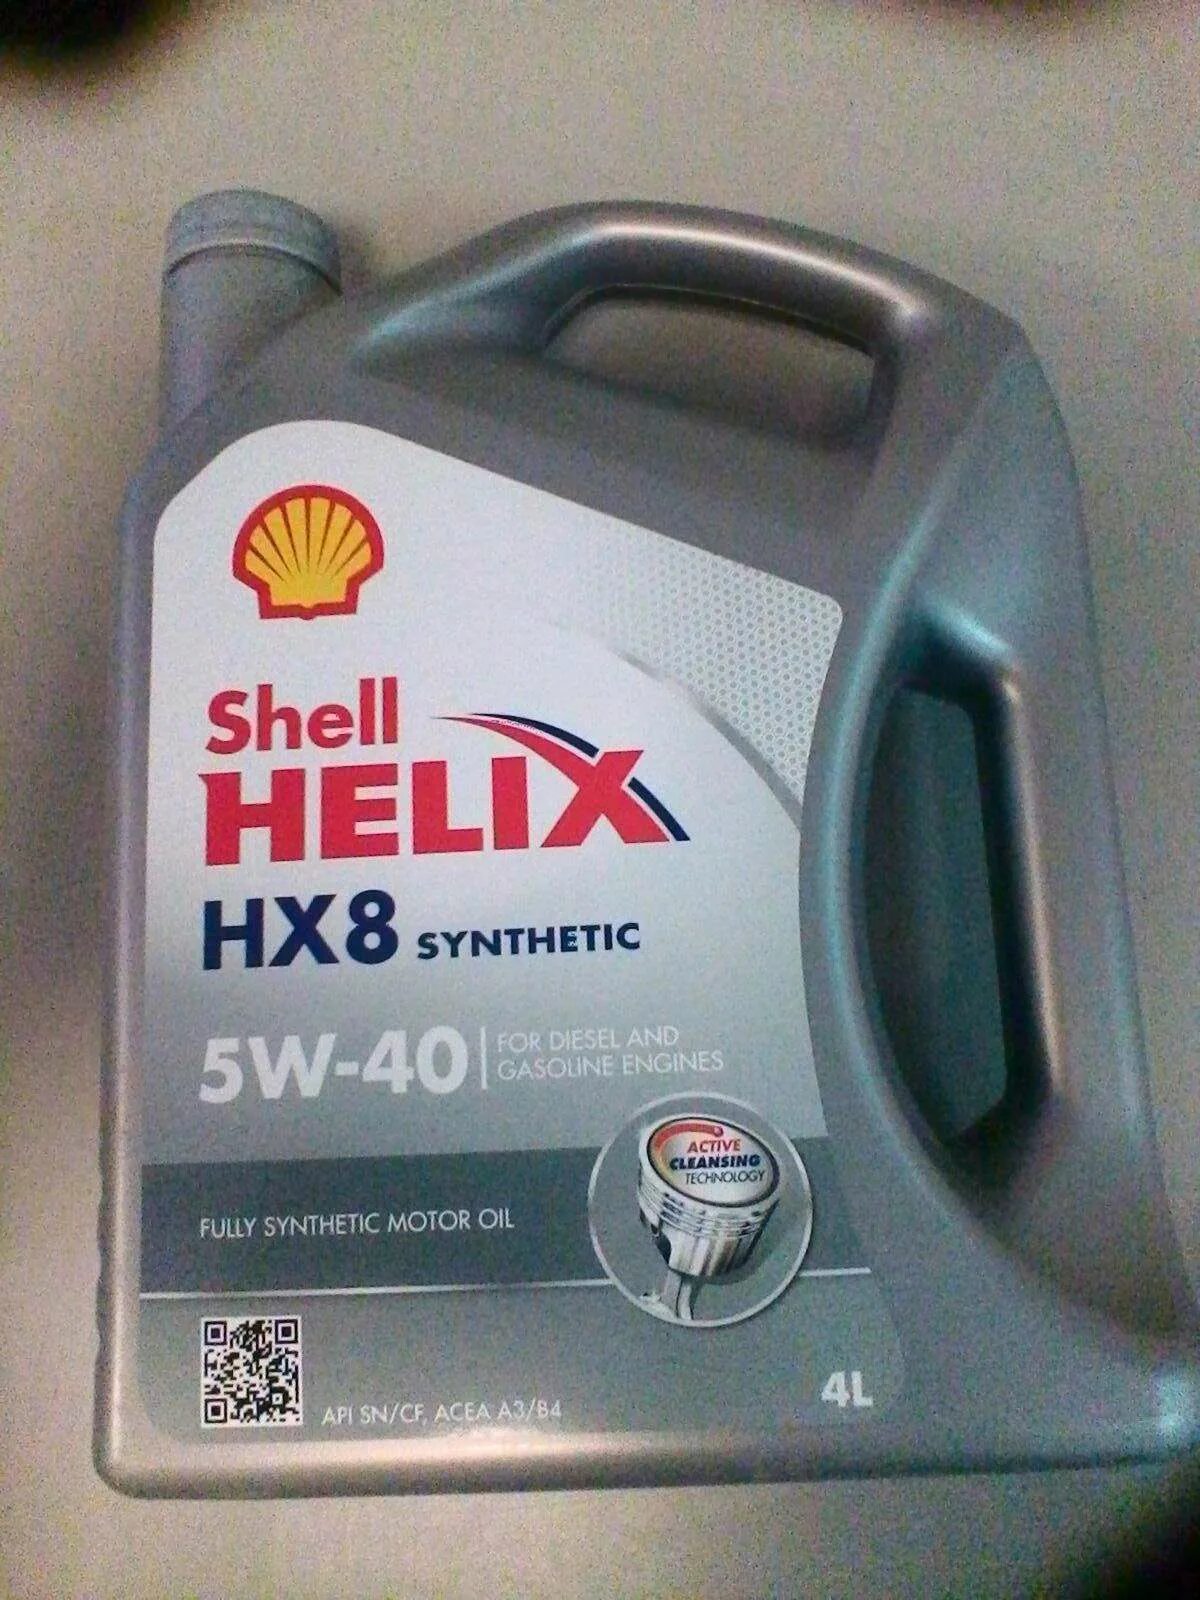 Shell
HELIX
HX8 SYNTHETIC
5W-40
FOR DIESEL AND
GASOLINE ENGINES
ACTIVE
CLEANSING
TECHNOLOGY
FULLY SYNTHETIC MOTOR OIL
API SN/CF, ACEA A3/B4
4L